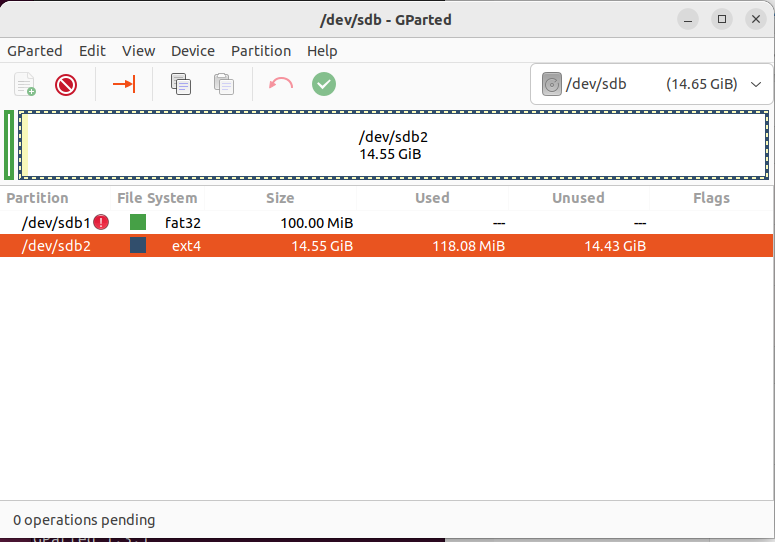 /dev/sdb - GParted
GParted Edit View Device Partition Help
/dev/sdb (14.65 GiB)
/dev/sdb2
14.55 GiB
Partition File System Size Used Unused Flags
/dev/sdb1 fat32 100.00 MiB --- ---
/dev/sdb2 ext4 14.55 GiB 118.08 MiB 14.43 GiB
0 operations pending